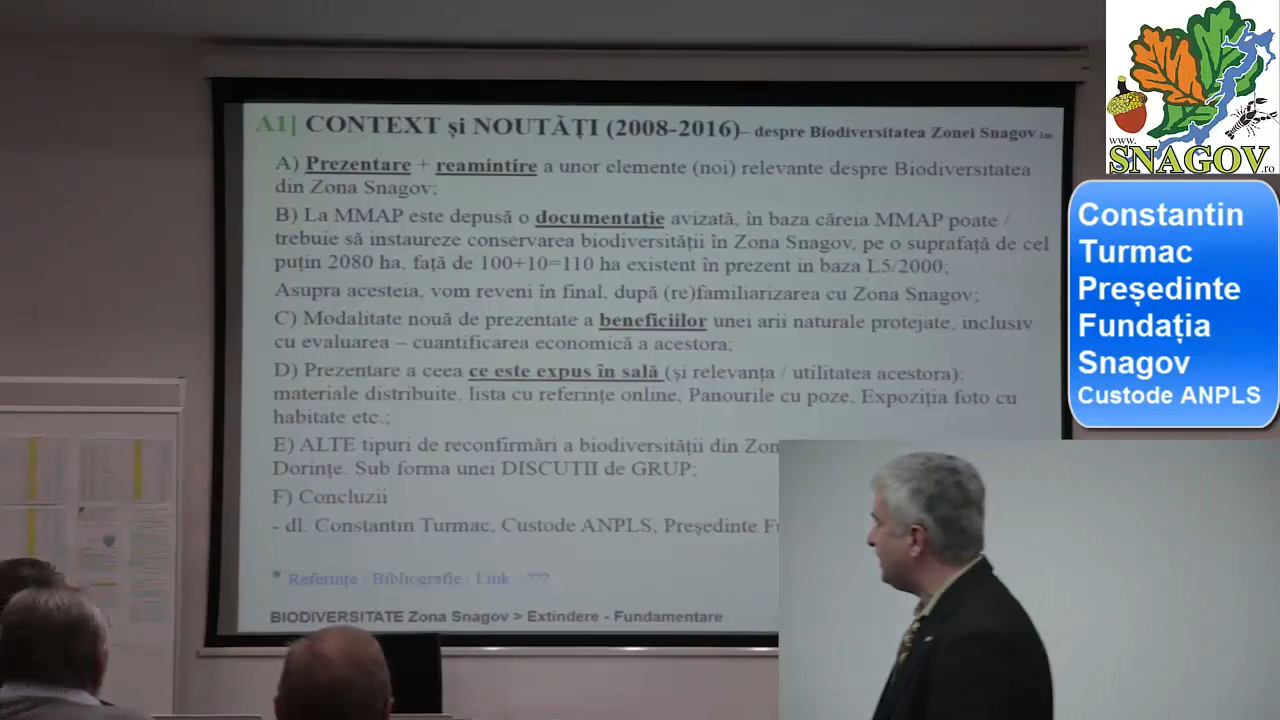 A1] CONTEXT și NOUTĂȚI (2008-2016)– despre Biodiversitatea Zonei Snagov
A) Prezentare + reamintire a unor elemente (noi) relevante despre Biodiversitatea
din Zona Snagov;
B) La MMAP este depusă o documentație avizată, în baza căreia MMAP poate /
trebuie să instaureze conservarea biodiversității în Zona Snagov, pe o suprafață de cel
puțin 2080 ha, față de 100+10=110 ha existent în prezent in baza L5/2000;
Asupra acesteia, vom reveni în final, după (re)familiarizarea cu Zona Snagov;
C) Modalitate nouă de prezentate a beneficiilor unei arii naturale protejate, inclusiv
cu evaluarea – cuantificarea economică a acestora;
D) Prezentare a ceea ce este expus în sală (și relevanța / utilitatea acestora);
materiale distribuite, lista cu referințe online, Panourile cu poze, Expoziția foto cu
habitate etc.;
E) ALTE tipuri de reconfirmări a biodiversității din Zon
Dorințe. Sub forma unei DISCUTII de GRUP;
F) Concluzii
- dl. Constantin Turmac, Custode ANPLS, Președinte F
* Referințe / Bibliografie / Link - ???
BIODIVERSITATE Zona Snagov > Extindere - Fundamentare
www.
SNAGOV.ro
Constantin
Turmac
Președinte
Fundația
Snagov
Custode ANPLS